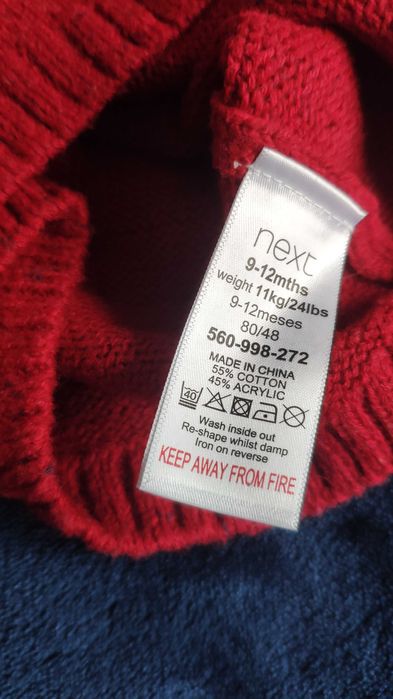 next
9-12mths
weight 11kg/24lbs
9-12meses
80/48
560-998-272
MADE IN CHINA
55% COTTON
45% ACRYLIC
40
Wash inside out
Re-shape whilst damp
Iron on reverse
KEEP AWAY FROM FIRE